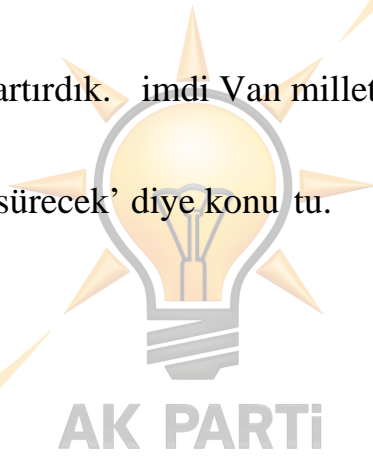 artırdık. imdi Van millet
sürecek’ diye konu tu.
AK PARTi